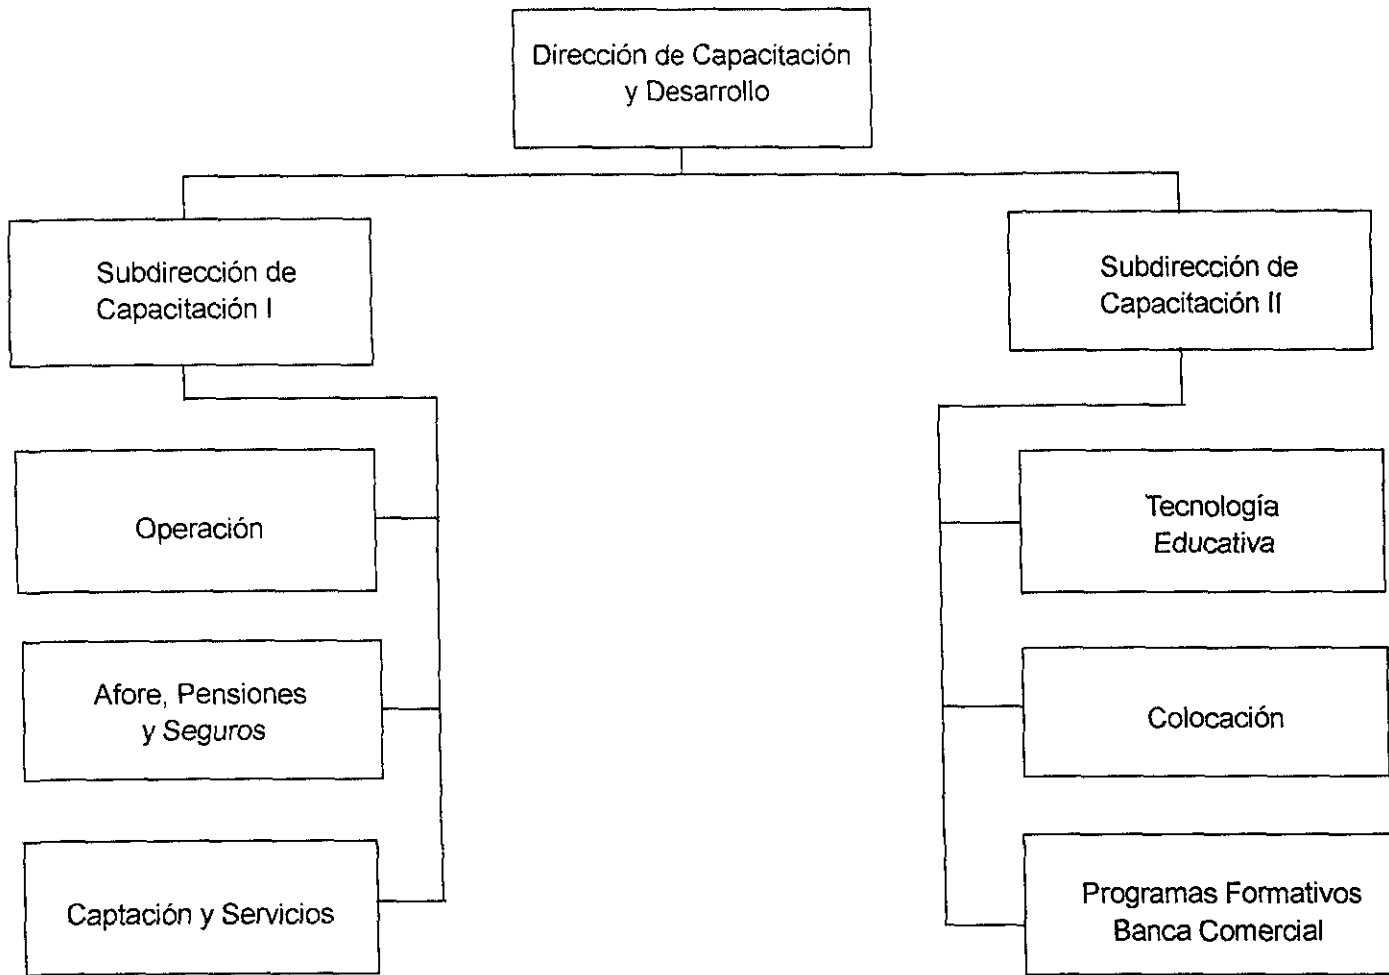 Dirección de Capacitación
y Desarrollo
Subdirección de
Capacitación I
Subdirección de
Capacitación II
Operación
Afore, Pensiones
y Seguros
Captación y Servicios
Tecnología
Educativa
Colocación
Programas Formativos
Banca Comercial